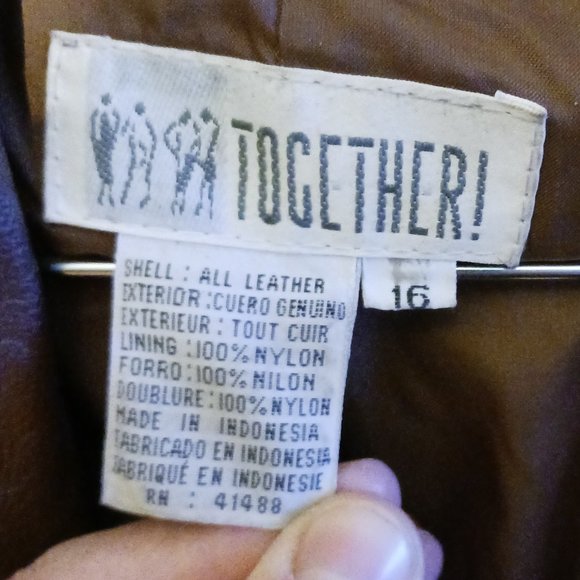 TOGETHER!
16
SHELL : ALL LEATHER
EXTERIOR : CUERO GENUINO
EXTERIEUR : TOUT CUIR
LINING : 100% NYLON
FORRO : 100% NILON
DOUBLURE : 100% NYLON
MADE IN INDONESIA
FABRICADO EN INDONESIA
FABRIQUÉ EN INDONESIE
RN : 41488